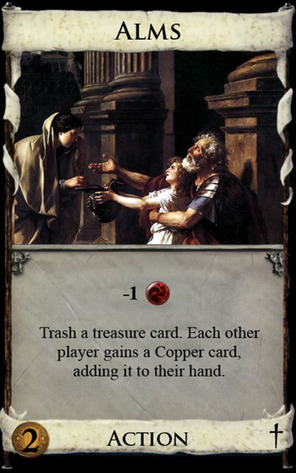 ALMS
-1
Trash a treasure card. Each other
player gains a Copper card,
adding it to their hand.
2 ACTION †